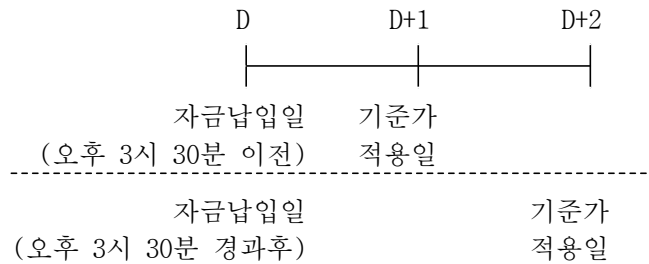 D D+1 D+2
자금납입일 기준가
(오후 3시 30분 이전) 적용일
자금납입일 기준가
(오후 3시 30분 경과후) 적용일